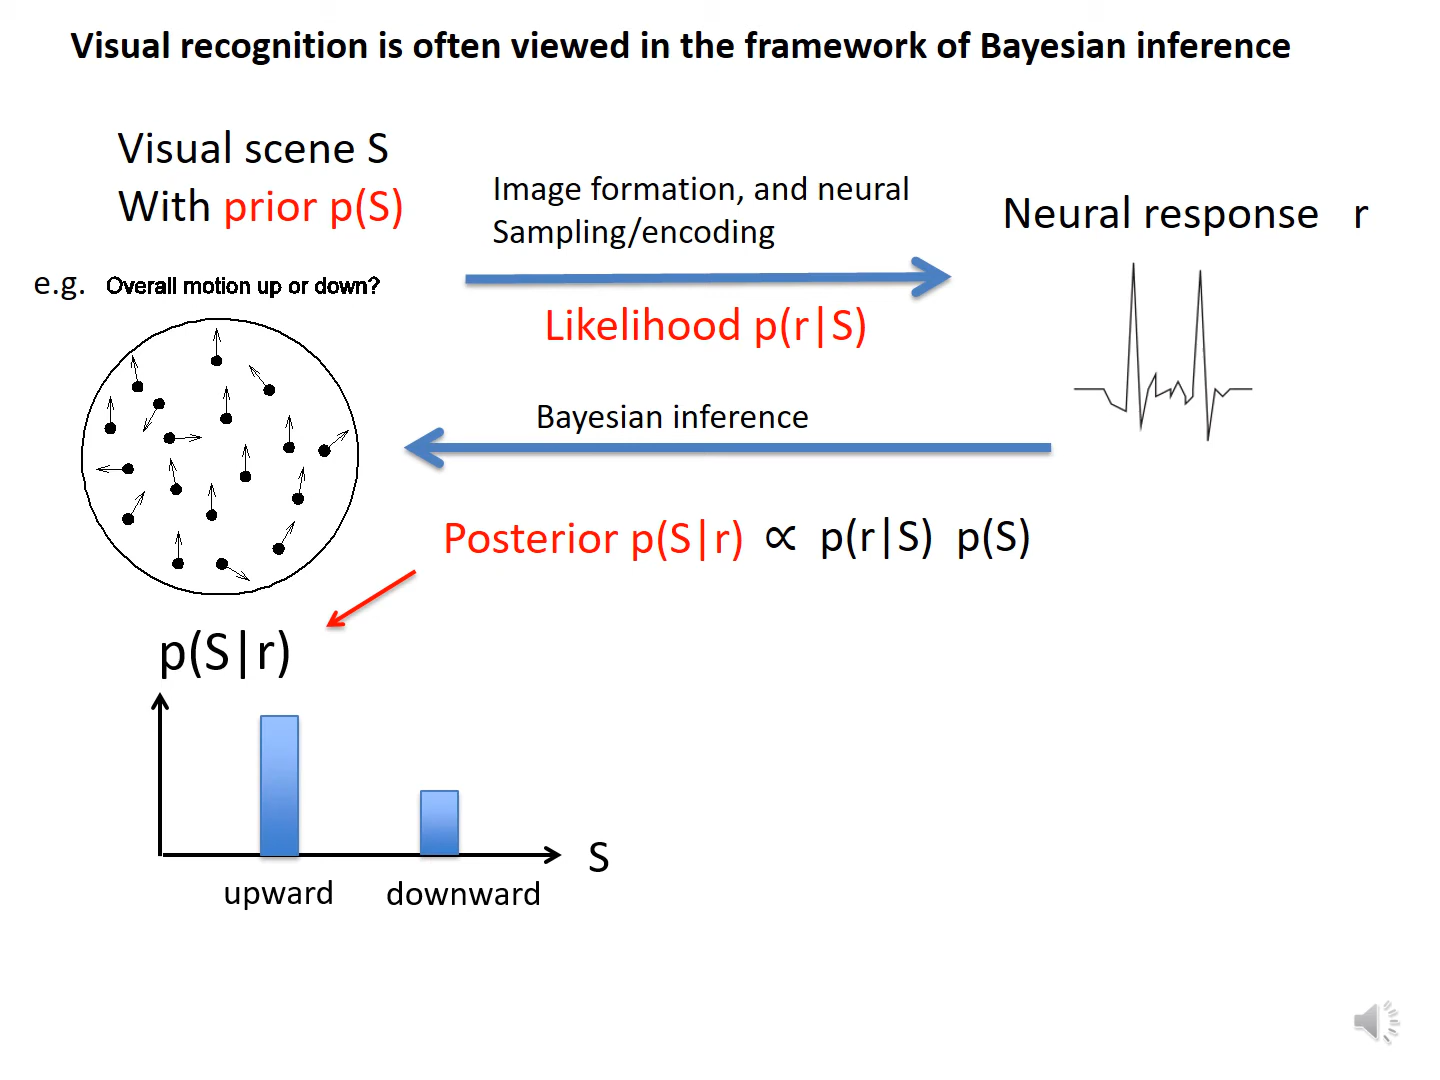 Visual recognition is often viewed in the framework of Bayesian inference
Visual scene S
With prior p(S)
Image formation, and neural
Sampling/encoding
Neural response r
e.g. Overall motion up or down?
Likelihood p(r|S)
Bayesian inference
Posterior p(S|r) ∝ p(r|S) p(S)
p(S|r)
S
upward downward